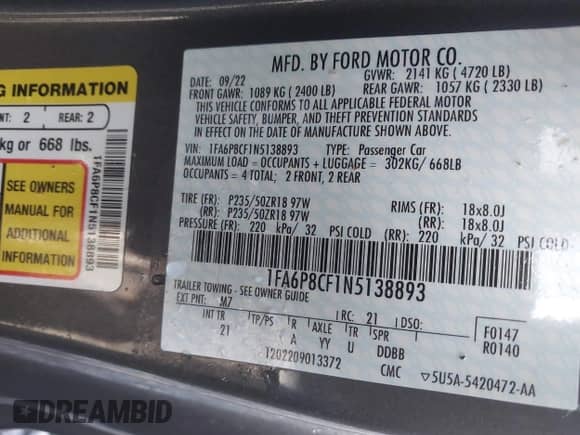 G INFORMATION
NT: 2 REAR: 2
kg or 668 lbs.
SEE OWNERS
MANUAL FOR
ADDITIONAL
INFORMATION
1FA6P8CF1N5138893
MFD. BY FORD MOTOR CO.
09/22 GVWR: 2141 KG ( 4720 LB)
FRONT GAWR: 1089 KG ( 2400 LB) REAR GAWR: 1057 KG ( 2330 LB)
THIS VEHICLE CONFORMS TO ALL APPLICABLE FEDERAL MOTOR
VEHICLE SAFETY, BUMPER, AND THEFT PREVENTION STANDARDS
IN EFFECT ON THE DATE OF MANUFACTURE SHOWN ABOVE.
VIN: 1FA6P8CF1N5138893 TYPE: Passenger Car
MAXIMUM LOAD = OCCUPANTS + LUGGAGE = 302KG/ 668LB
OCCUPANTS = 4 TOTAL; 2 FRONT, 2 REAR
TIRE (FR): P235/50ZR18 97W RIMS (FR): 18x8.0J
(RR): P235/50ZR18 97W (RR): 18x8.0J
PRESSURE (FR): 220 kPA/ 32 PSI COLD (RR): 220 kPA/ 32 PSI COLD
1FA6P8CF1N5138893
TRAILER TOWING - SEE OWNER GUIDE
EXT PNT: M7 RC: 21 DSO: F0147
INT TR TP/PS R AXLE TR SPR R0140
21 A YY U DDBB
1202209013372 CMC ▽5U5A-5420472-AA
DREAMBID